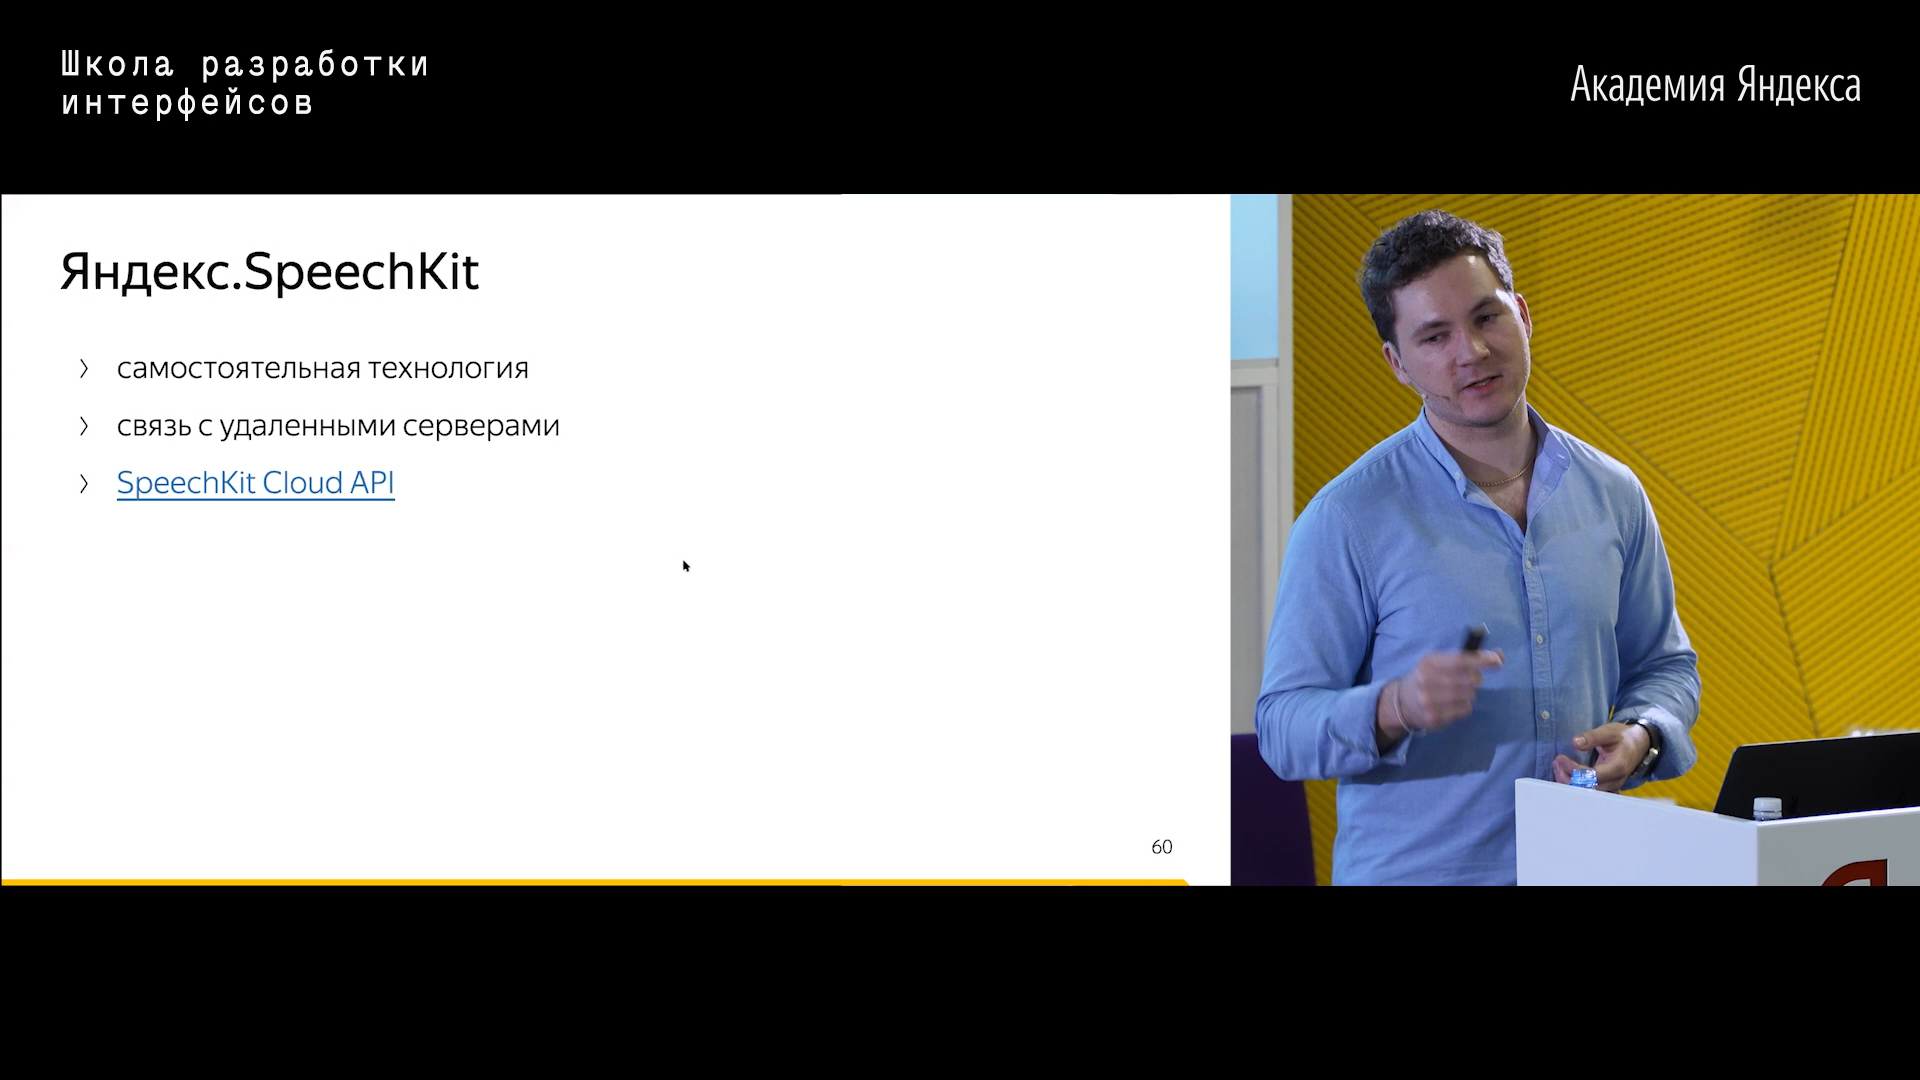 Школа разработки
интерфейсов
Академия Яндекса
Яндекс.SpeechKit
самостоятельная технология
связь с удаленными серверами
SpeechKit Cloud API
60